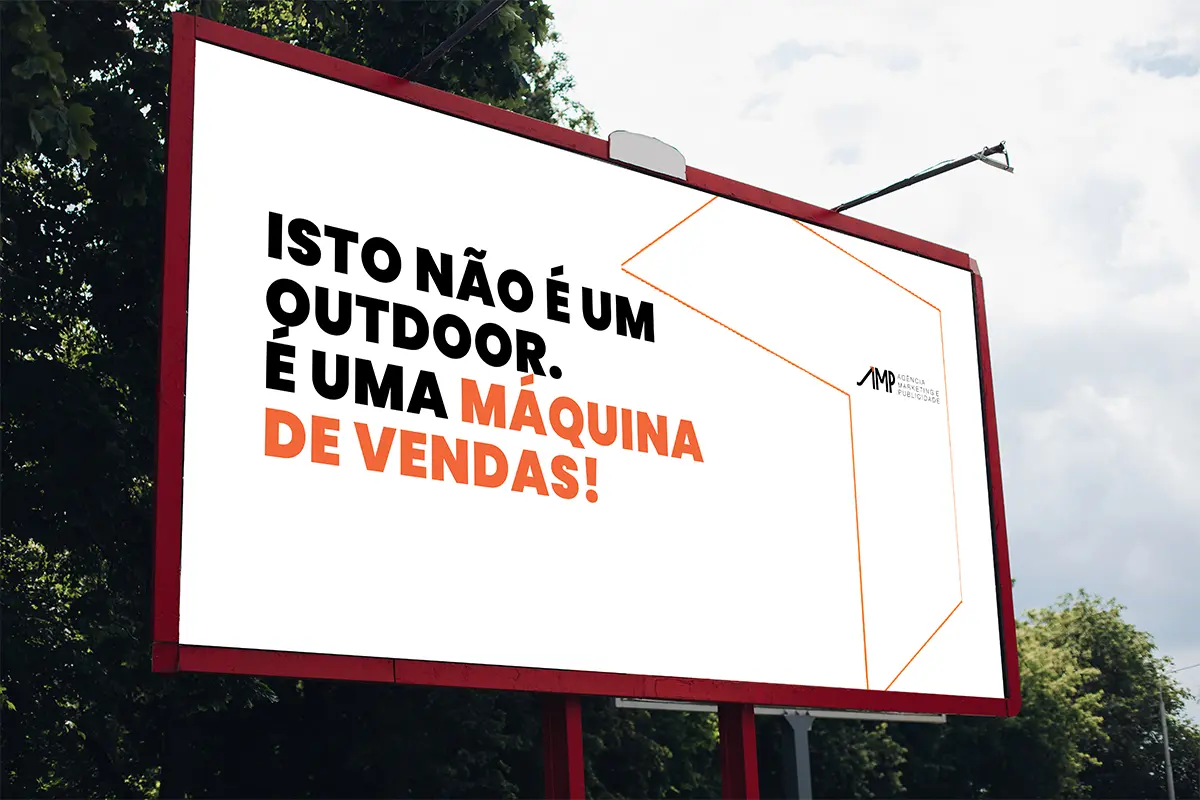 ISTO NÃO É UM
OUTDOOR.
É UMA MÁQUINA
DE VENDAS!
AMP
AGÊNCIA
MARKETING E
PUBLICIDADE